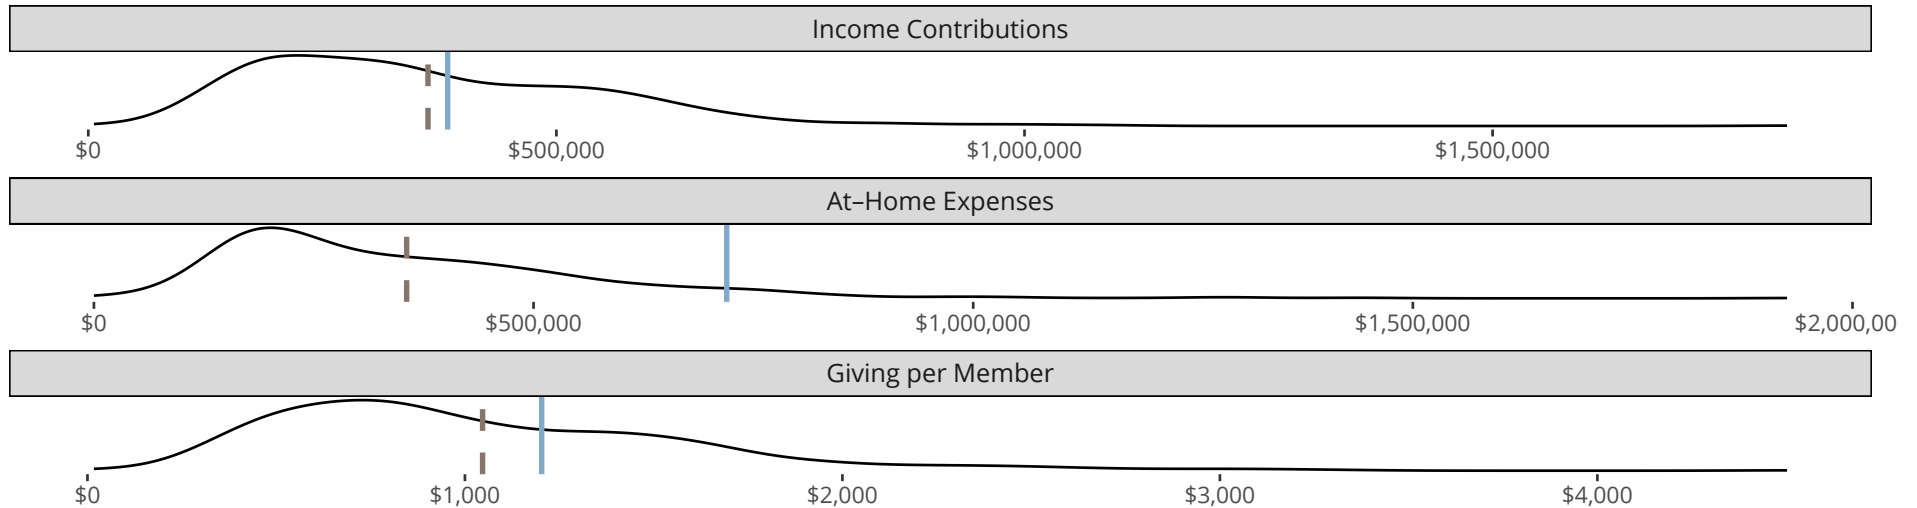 Income Contributions
$0 $500,000 $1,000,000 $1,500,000
At–Home Expenses
$0 $500,000 $1,000,000 $1,500,000 $2,000,00
Giving per Member
$0 $1,000 $2,000 $3,000 $4,000